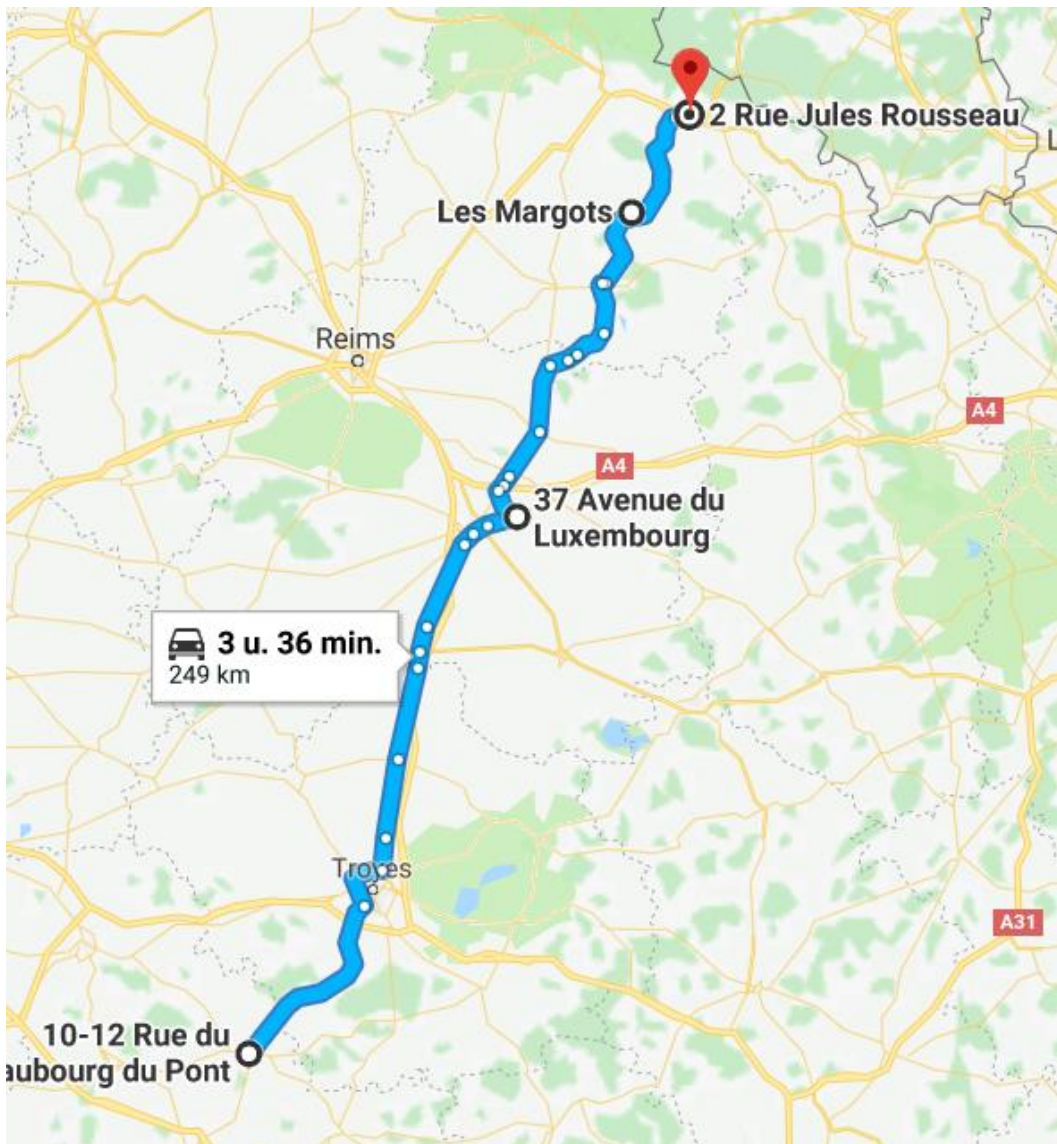 2 Rue Jules Rousseau
Les Margots
Reims
A4
A4
37 Avenue du
Luxembourg
3 u. 36 min.
249 km
Troyes
A31
10-12 Rue du
aubourg du Pont
L